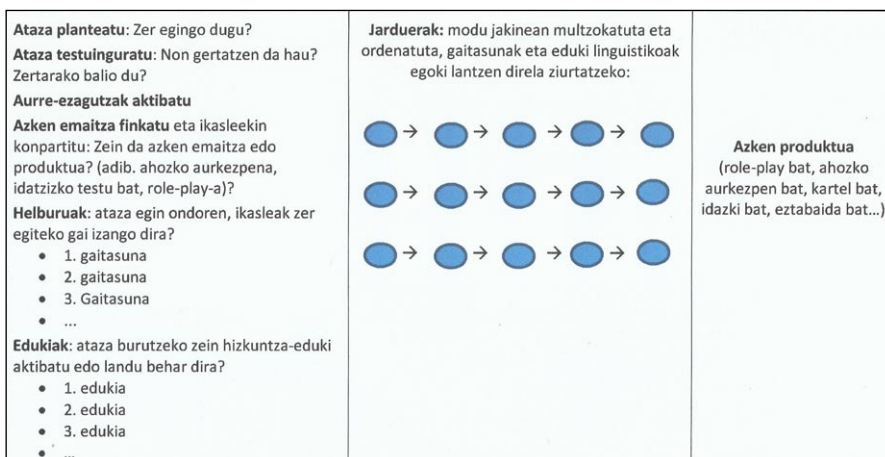 Ataza planteatu: Zer egingo dugu?
Ataza testuinguratu: Non gertatzen da hau?
Zertarako balio du?
Aurre-ezagutzak aktibatu
Azken emaitza finkatu eta ikasleekin
konpartitu: Zein da azken emaitza edo
produktua? (adib. ahozko aurkezpena,
idatzizko testu bat, role-play-a)?
Helburuak: ataza egin ondoren, ikasleak zer
egiteko gai izango dira?
• 1. gaitasuna
• 2. gaitasuna
• 3. Gaitasuna
• ...
Edukiak: ataza burutzeko zein hizkuntza-eduki
aktibatu edo landu behar dira?
• 1. edukia
• 2. edukia
• 3. edukia
• ...
Jarduerak: modu jakinean multzokatuta eta
ordenatuta, gaitasunak eta eduki linguistikoak
egoki lantzen direla ziurtatzeko:
Azken produktua
(role-play bat, ahozko
aurkezpen bat, kartel bat,
idazki bat, eztabaida bat...)